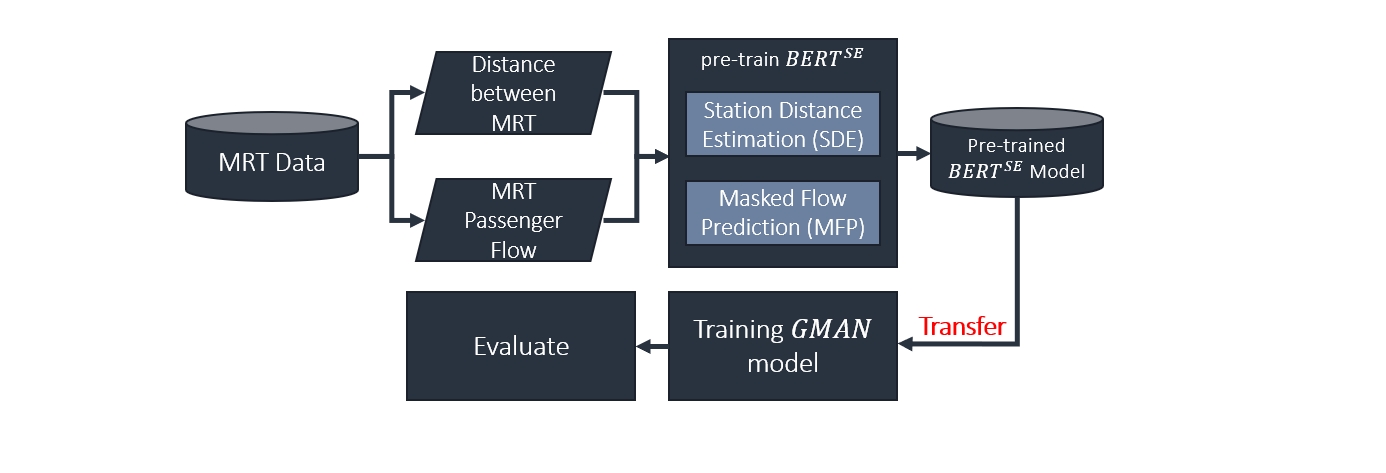 MRT Data
Distance
between
MRT
MRT
Passenger
Flow
pre-train BERT^SE
Station Distance
Estimation (SDE)
Masked Flow
Prediction (MFP)
Pre-trained
BERT^SE Model
Transfer
Training GMAN
model
Evaluate